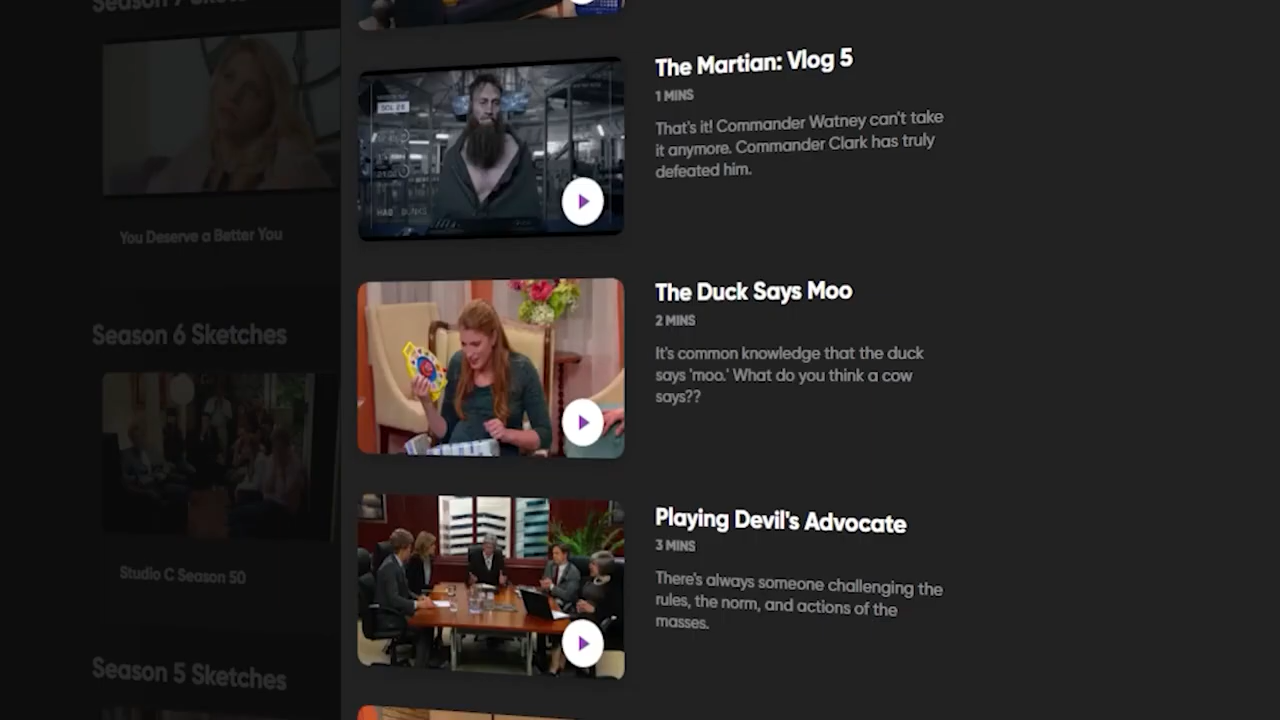 You Deserve a Better You
Season 6 Sketches
Studio C Season 50
Season 5 Sketches
The Martian: Vlog 5
1 MINS
That's it! Commander Watney can't take
it anymore. Commander Clark has truly
defeated him.
SOL 28
The Duck Says Moo
2 MINS
It's common knowledge that the duck
says 'moo.' What do you think a cow
says??
Playing Devil's Advocate
3 MINS
There's always someone challenging the
rules, the norm, and actions of the
masses.